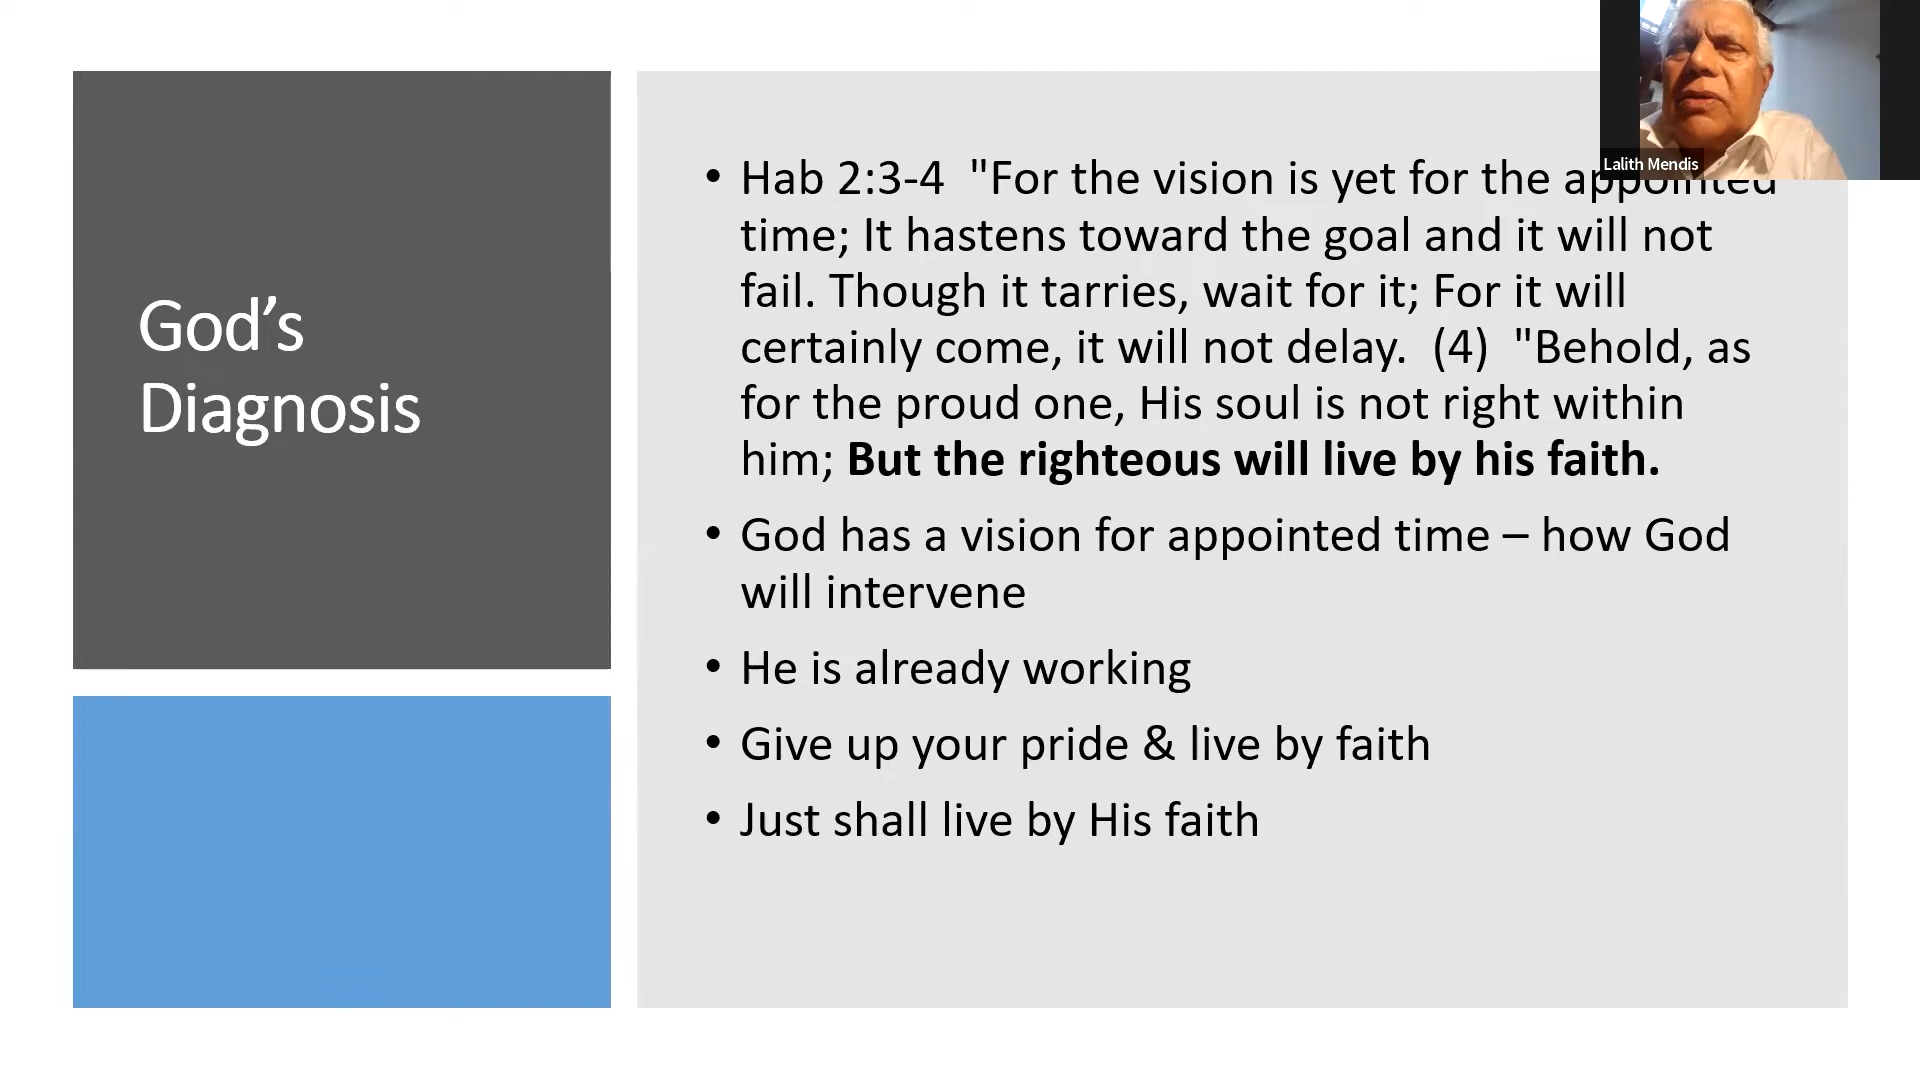 God’s
Diagnosis
• Hab 2:3-4  "For the vision is yet for the appointed
time; It hastens toward the goal and it will not
fail. Though it tarries, wait for it; For it will
certainly come, it will not delay.  (4)  "Behold, as
for the proud one, His soul is not right within
him; But the righteous will live by his faith.
• God has a vision for appointed time – how God
will intervene
• He is already working
• Give up your pride & live by faith
• Just shall live by His faith
Lalith Mendis